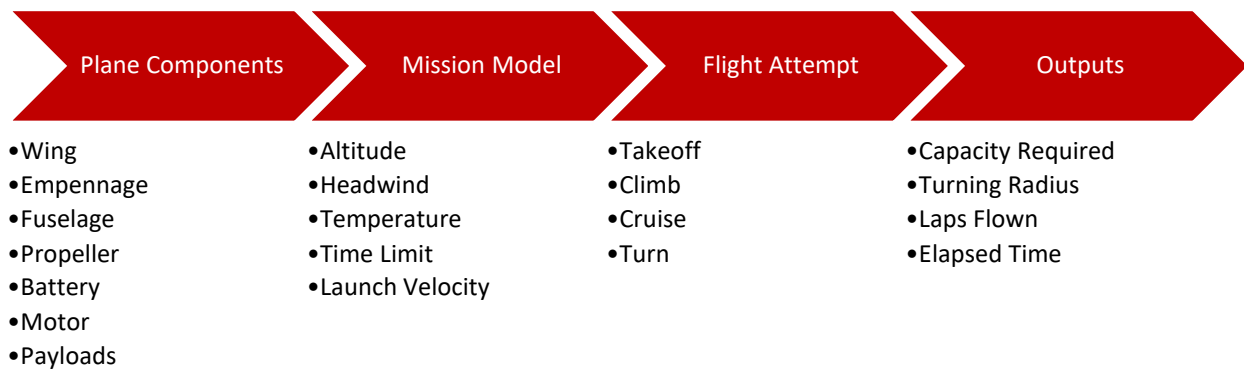 Plane Components
Mission Model
Flight Attempt
Outputs
•Wing
•Empennage
•Fuselage
•Propeller
•Battery
•Motor
•Payloads
•Altitude
•Headwind
•Temperature
•Time Limit
•Launch Velocity
•Takeoff
•Climb
•Cruise
•Turn
•Capacity Required
•Turning Radius
•Laps Flown
•Elapsed Time